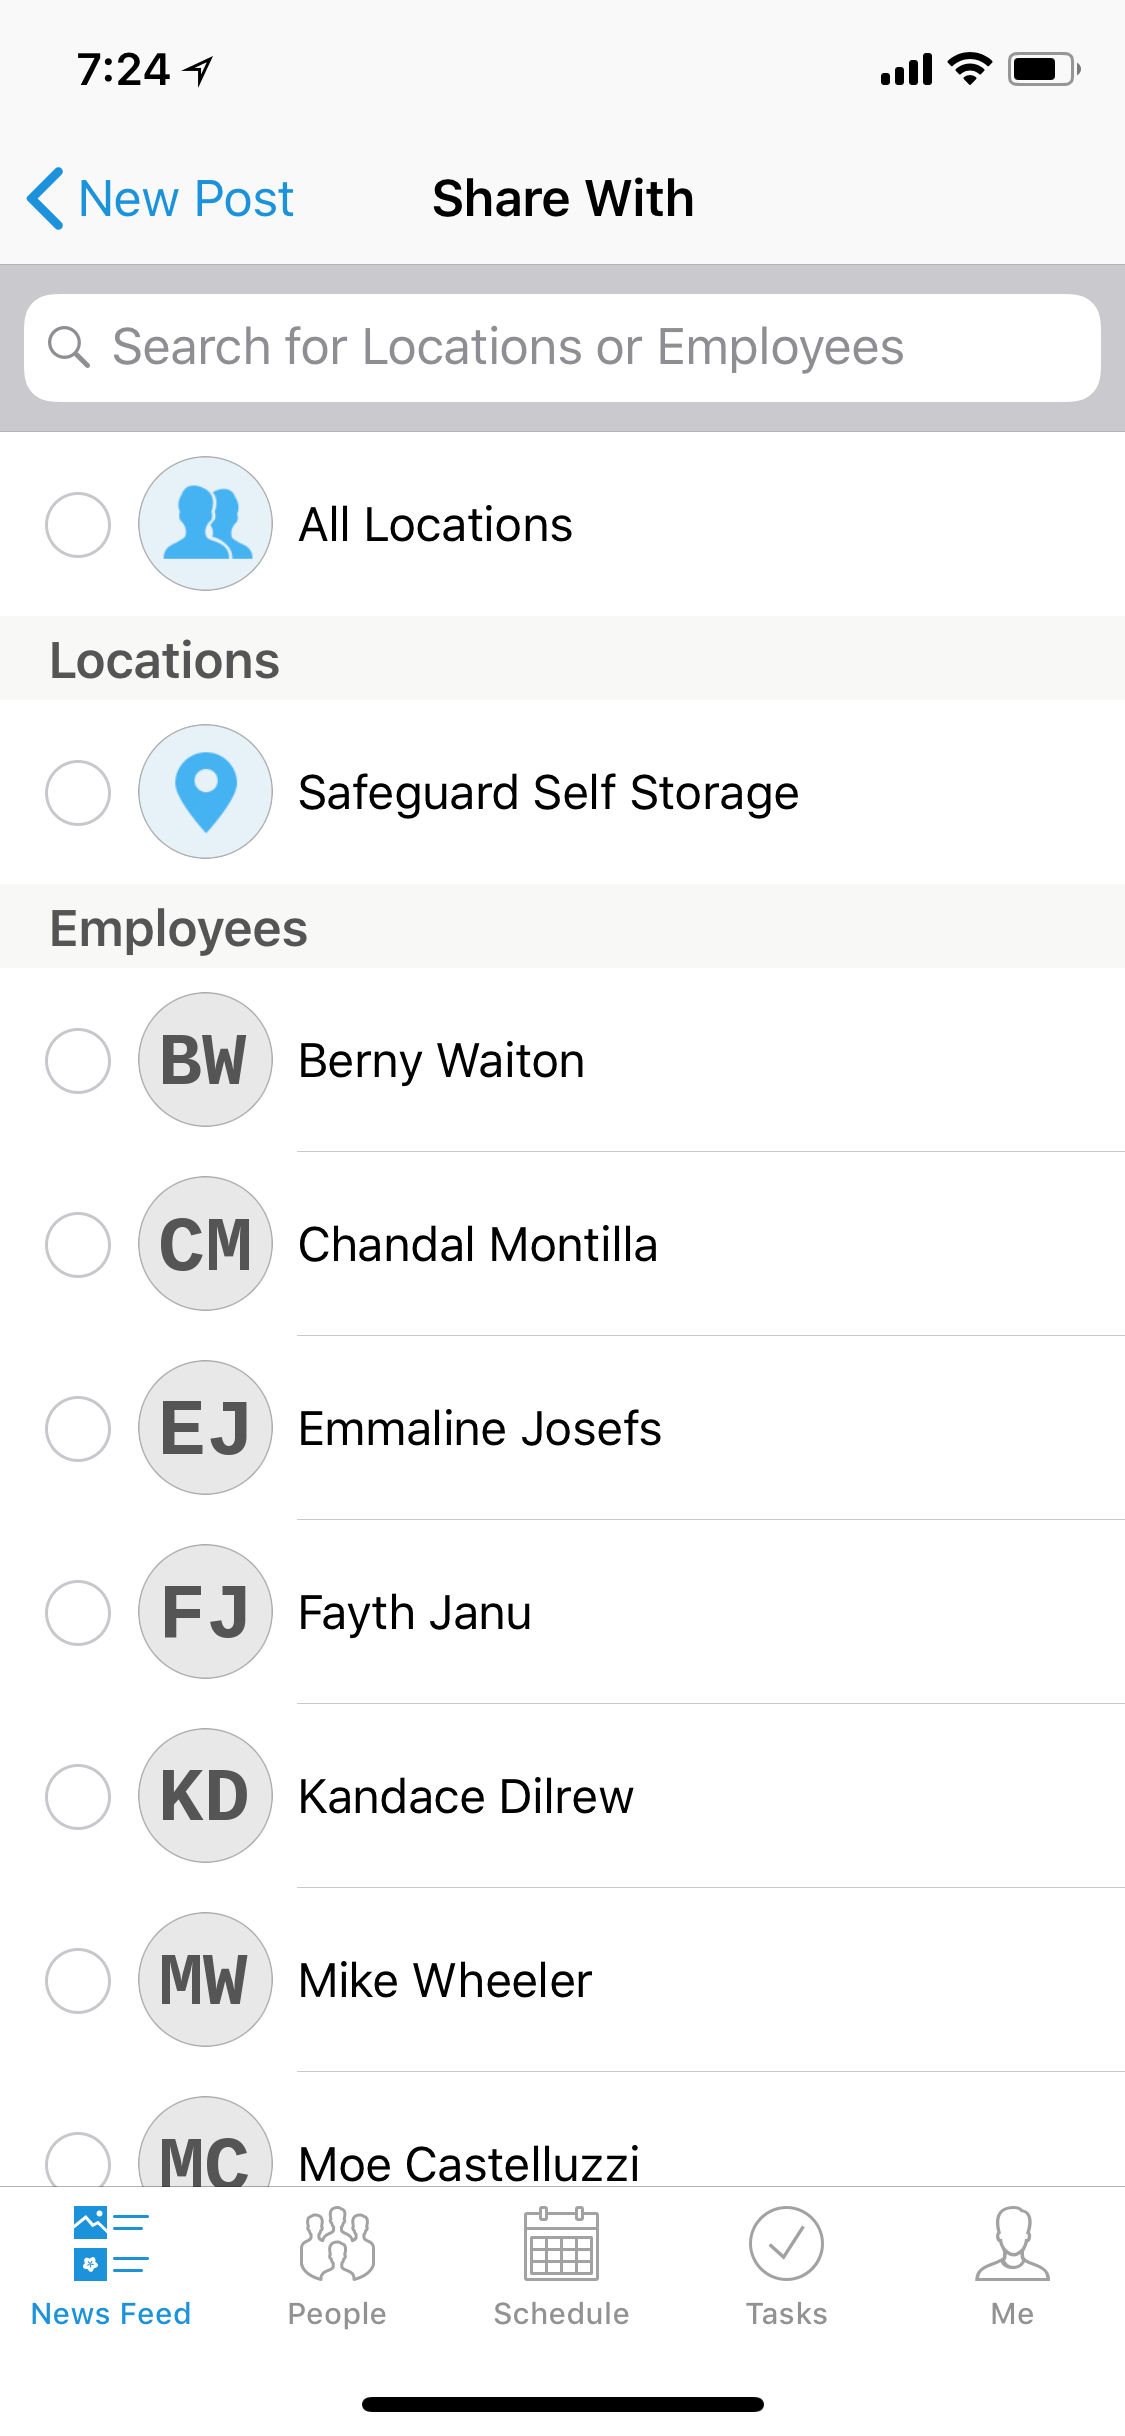 7:24
New Post
Share With
Search for Locations or Employees
All Locations
Locations
Safeguard Self Storage
Employees
BW Berny Waiton
CM Chandal Montilla
EJ Emmaline Josefs
FJ Fayth Janu
KD Kandace Dilrew
MW Mike Wheeler
MC Moe Castelluzzi
News Feed People Schedule Tasks Me